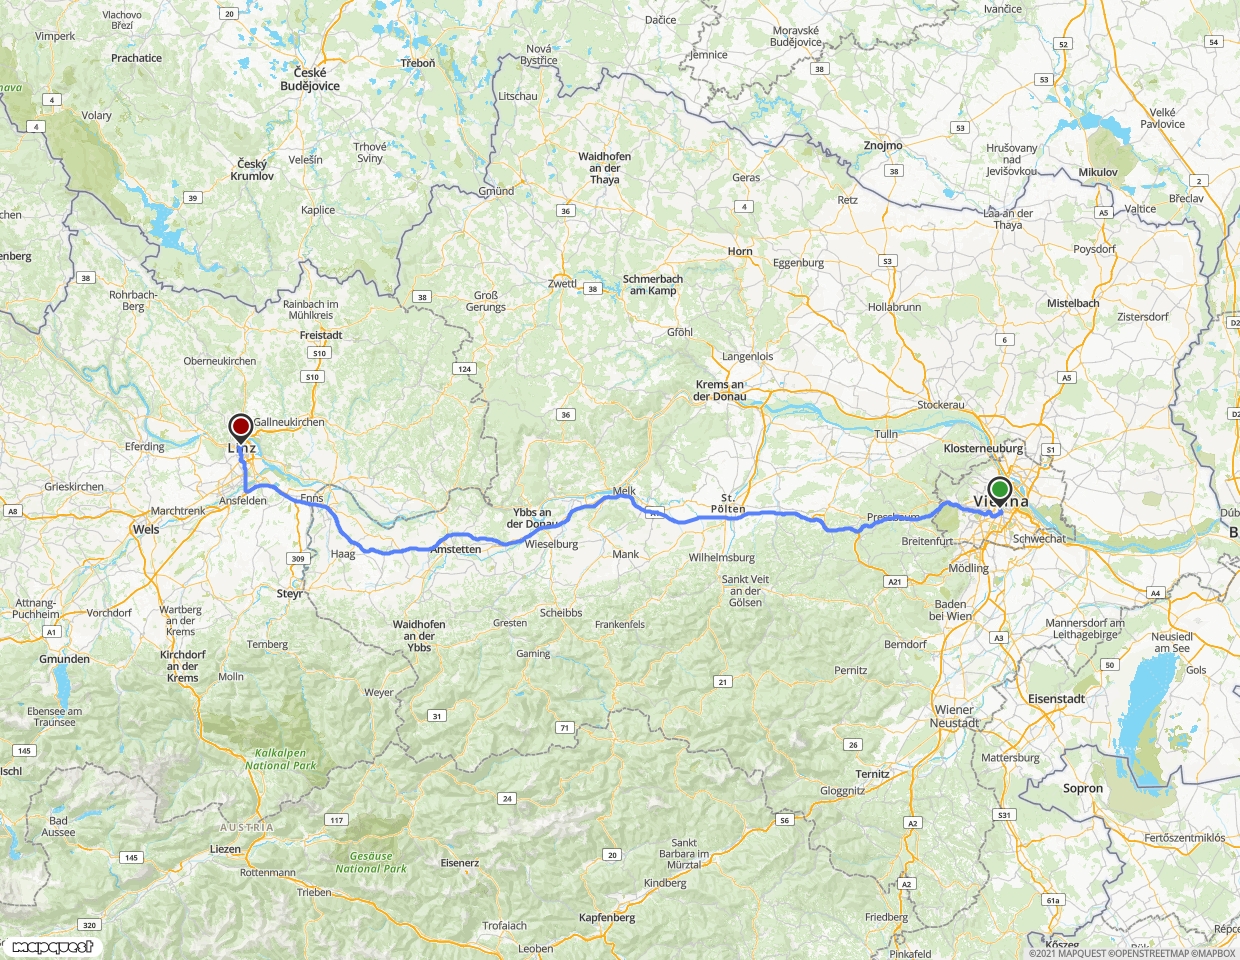 Vlachovo
Březí
20
Nová
Bystřice
Dačice
Ivančice
Vimperk
Prachatice
České
Budějovice
Třeboň
Jemnice
Moravské
Budějovice
38
52
54
53
Litschau
4
Volary
4
Velké
Pavlovice
53
Trhové
Sviny
Velešín
Český
Krumlov
Waidhofen
an der
Thaya
Znojmo
Hrušovany
nad
Jevišovkou
Mikulov
38
Geras
2
Břeclav
39
Gmünd
Kaplice
36
4
Retz
Laa an der
Thaya
A5
Valtice
Horn
Eggenburg
S3
Poysdorf
38
Zwettl
38
Schmerbach
am Kamp
Rohrbach-
Berg
Rainbach im
Mühlkreis
38
Groß
Gerungs
Hollabrunn
Mistelbach
Zistersdorf
Freistadt
Gföhl
6
S10
Oberneukirchen
Langenlois
124
S10
A5
Krems an
der Donau
Stockerau
36
Gallneukirchen
Linz
Eferding
Tulln
Klosterneuburg
S1
Grieskirchen
Ansfelden
Enns
Melk
St.
Pölten
A8
Marchtrenk
Wels
Ybbs an
der Donau
Pressbaum
Schwechat
Breitenfurt
Haag
Amstetten
Wieselburg
Mank
Wilhelmsburg
Mödling
309
Steyr
A21
Sankt Veit
an der
Gölsen
A4
Attnang-
Puchheim
Vorchdorf
Wartberg
an der
Krems
Scheibbs
Gresten
Frankenfels
Baden
bei Wien
Mannersdorf am
Leithagebirge
A1
Waidhofen
an der
Ybbs
A3
Neusiedl
am See
Ternberg
Berndorf
Gmunden
Kirchdorf
an der
Krems
Gaming
50
Gols
Molln
Pernitz
21
Weyer
Eisenstadt
Ebensee am
Traunsee
31
71
Wiener
Neustadt
145
Kalkalpen
National Park
26
Mattersburg
Ternitz
Sopron
Gloggnitz
24
Bad
Aussee
117
S6
A2
S31
AUSTRIA
Fertőszentmiklós
Liezen
145
Gesäuse
National Park
Eisenerz
20
Sankt
Barbara im
Mürztal
Rottenmann
Kindberg
A2
Trieben
61a
Kapfenberg
Friedberg
320
Trofaiach
Leoben
Kőszeg
Pinkafeld
mapquest
©2021 MAPQUEST ©OPENSTREETMAP ©MAPBOX